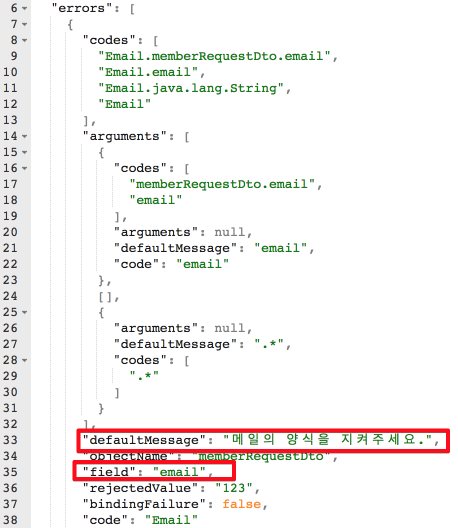 6 "errors": [
7 {
8 "codes": [
9 "Email.memberRequestDto.email",
10 "Email.email",
11 "Email.java.lang.String",
12 "Email"
13 ],
14 "arguments": [
15 {
16 "codes": [
17 "memberRequestDto.email",
18 "email"
19 ],
20 "arguments": null,
21 "defaultMessage": "email",
22 "code": "email"
23 },
24 [],
25 {
26 "arguments": null,
27 "defaultMessage": ".*",
28 "codes": [
29 ".*"
30 ]
31 }
32 ],
33 "defaultMessage": "메일의 양식을 지켜주세요.",
34 "objectName": "memberRequestDto",
35 "field": "email",
36 "rejectedValue": "123",
37 "bindingFailure": false,
38 "code": "Email"